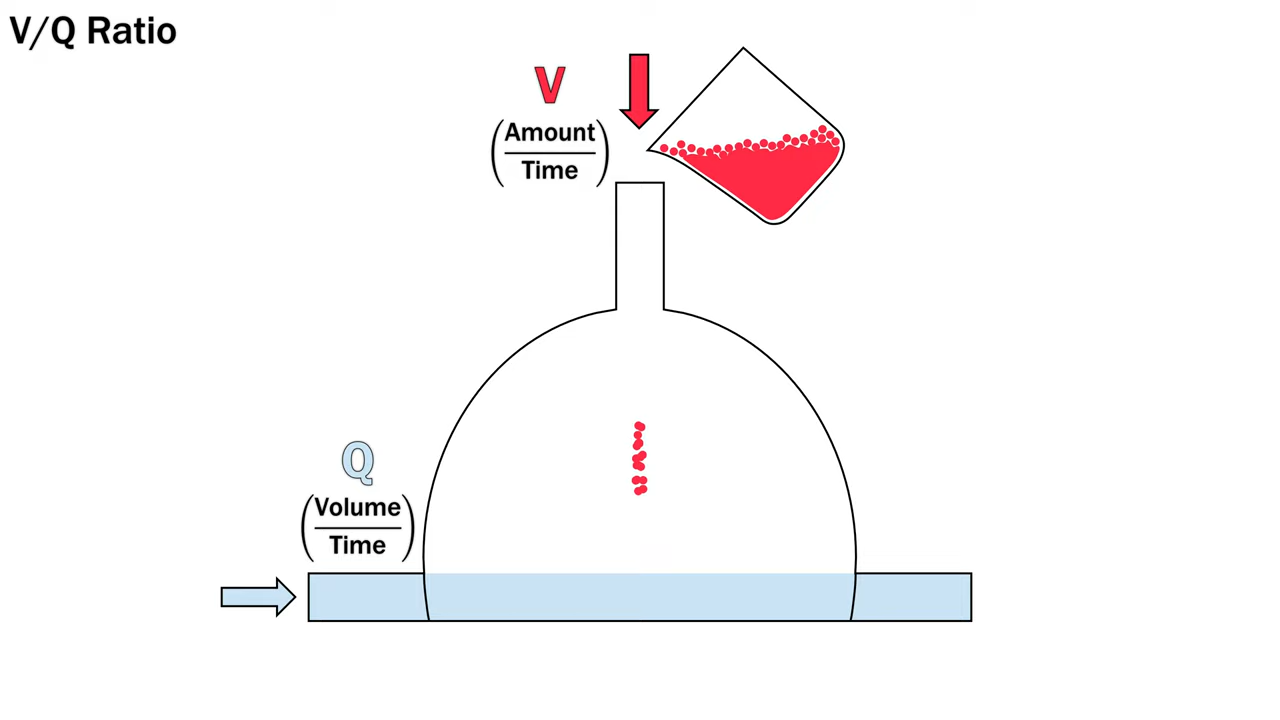 V/Q Ratio
V
(Amount
Time)
Q
(Volume
Time)